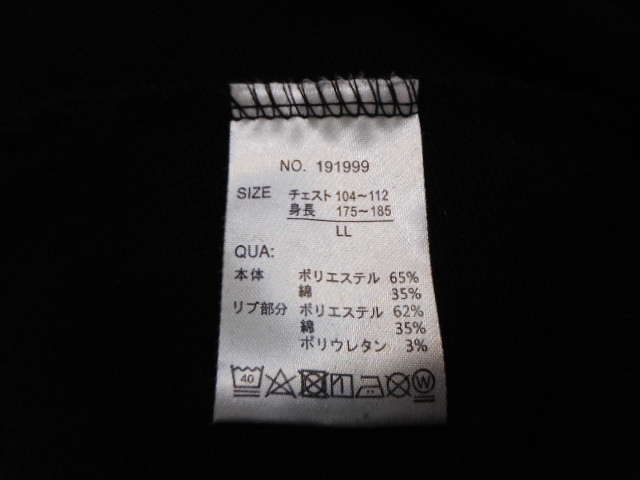 NO. 191999
SIZE チェスト 104～112
身長 175～185
LL
QUA:
本体 ポリエステル 65%
綿 35%
リブ部分 ポリエステル 62%
綿 35%
ポリウレタン 3%
40 W